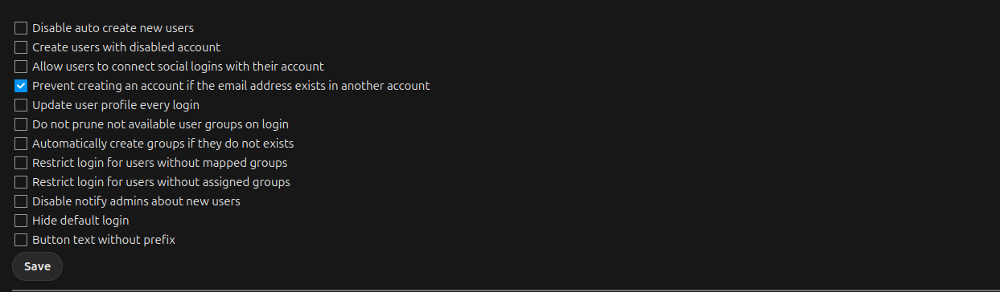 Disable auto create new users
Create users with disabled account
Allow users to connect social logins with their account
Prevent creating an account if the email address exists in another account
Update user profile every login
Do not prune not available user groups on login
Automatically create groups if they do not exists
Restrict login for users without mapped groups
Restrict login for users without assigned groups
Disable notify admins about new users
Hide default login
Button text without prefix
Save